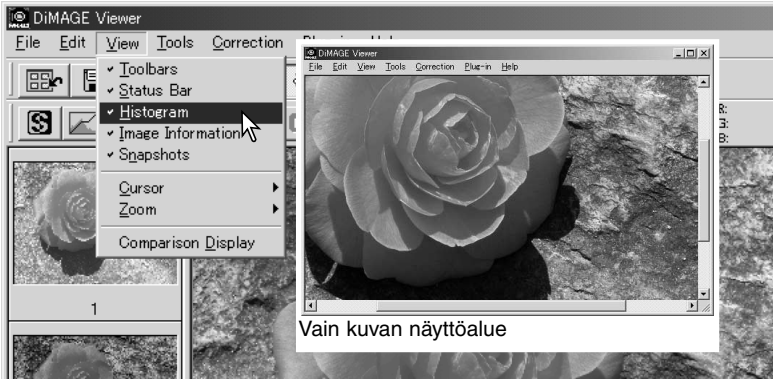 DiMAGE Viewer
File Edit View Tools Correction
Toolbars
Status Bar
Histogram
Image Information
Snapshots
Cursor
Zoom
Comparison Display
1
DiMAGE Viewer
File Edit View Tools Correction Plug-in Help
Vain kuvan näyttöalue
R:
G:
B: